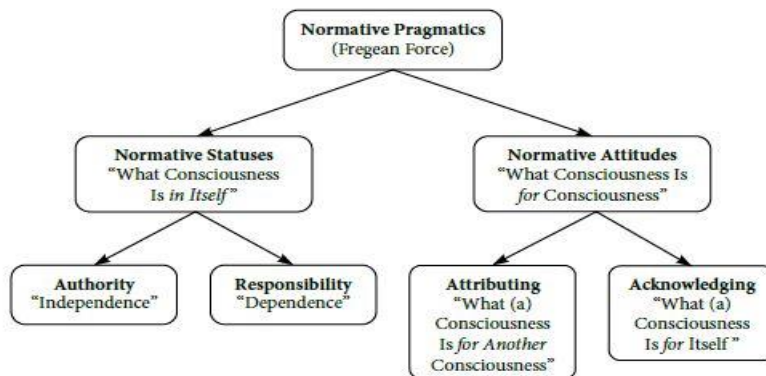 Normative Pragmatics
(Fregean Force)
Normative Statuses
“What Consciousness
Is in Itself”
Normative Attitudes
“What Consciousness Is
for Consciousness”
Authority
“Independence”
Responsibility
“Dependence”
Attributing
“What (a)
Consciousness
Is for Another
Consciousness”
Acknowledging
“What (a)
Consciousness
Is for Itself ”